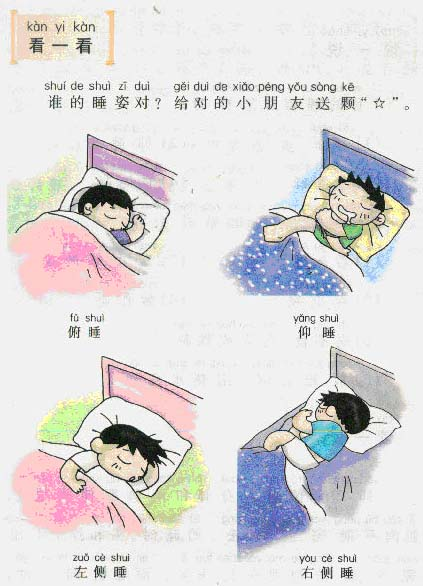 kàn yi kàn
看一看
shuí de shuì zī duì gěi duì de xiǎo péng yǒu sòng kē
谁的睡姿对？给对的小朋友送颗“☆”。
fǔ shuì
俯睡
yǎng shuì
仰睡
zuǒ cè shuì
左侧睡
yòu cè shuì
右侧睡